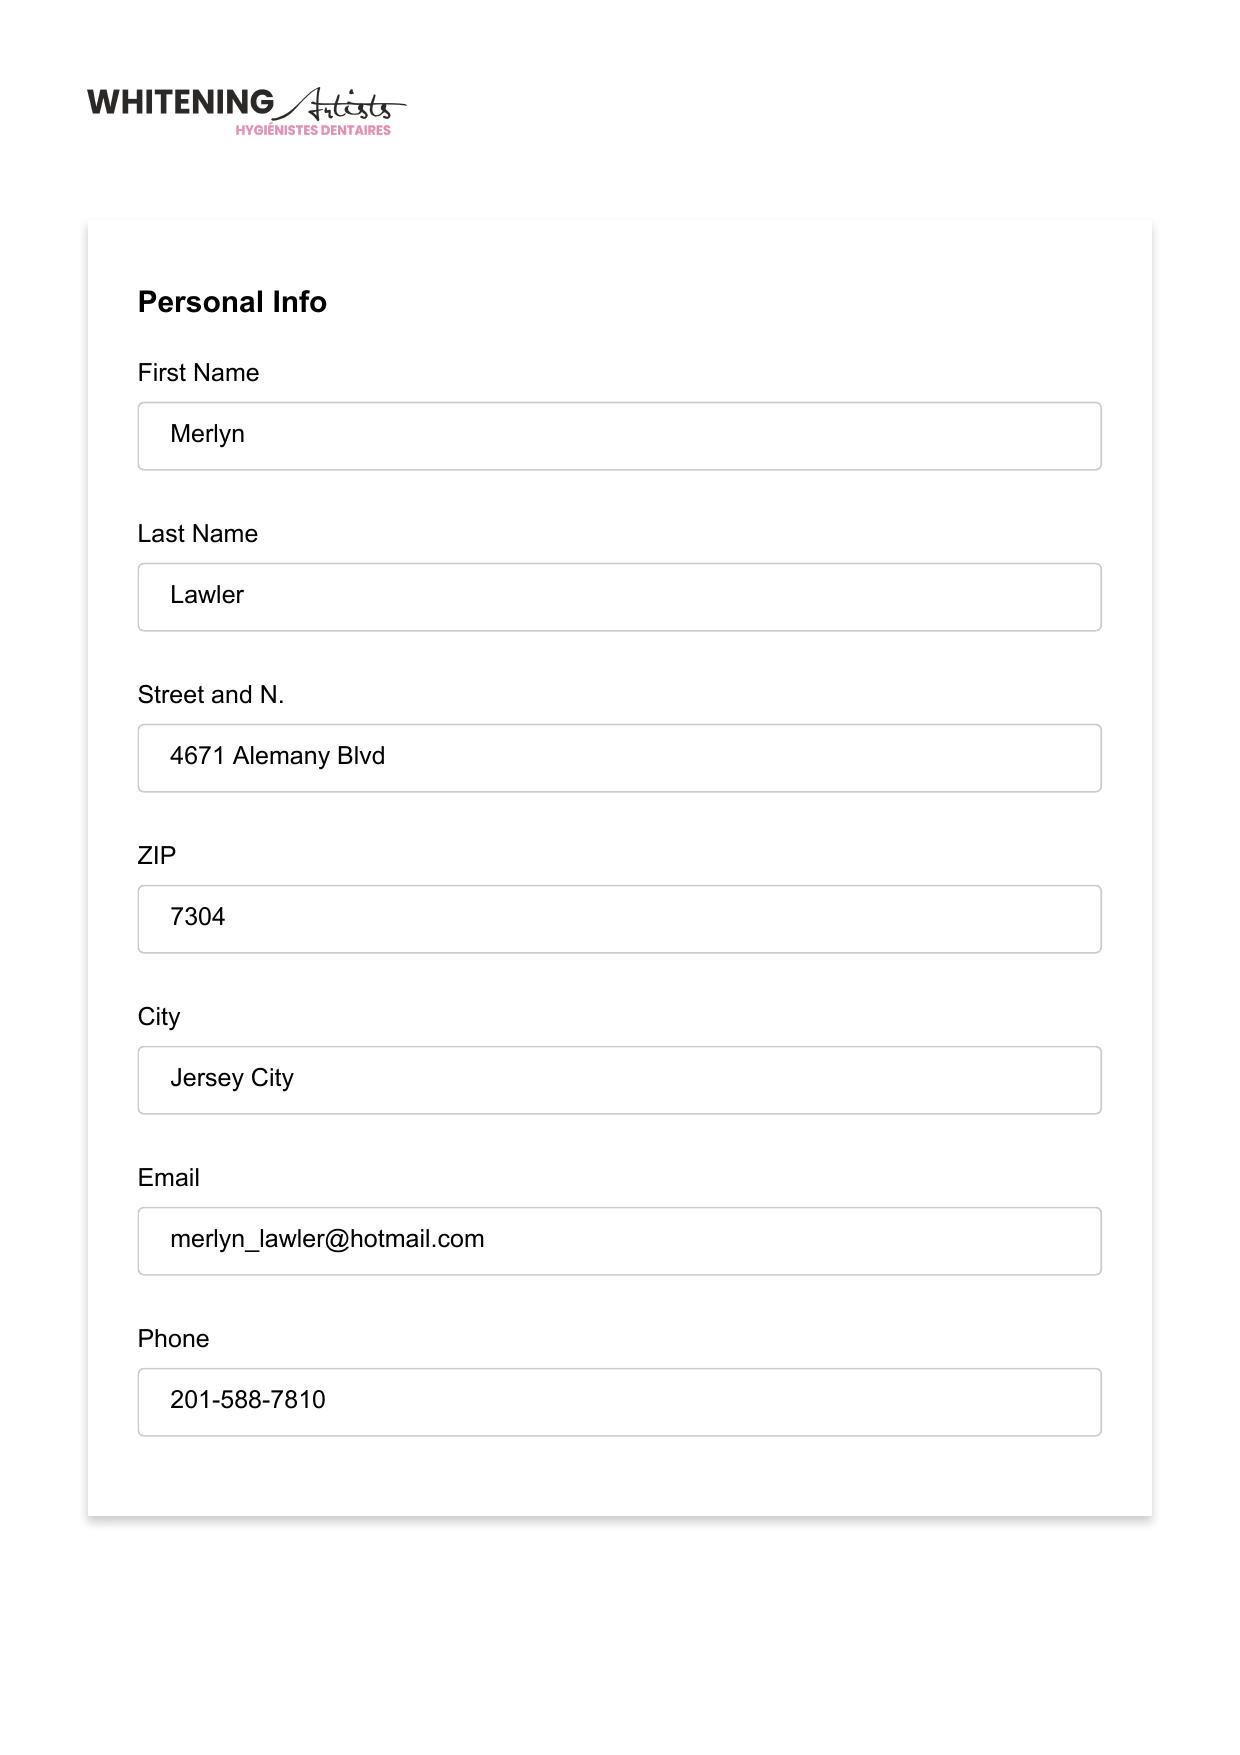 WHITENING Artists
HYGIÉNISTES DENTAIRES
Personal Info
First Name
Merlyn
Last Name
Lawler
Street and N.
4671 Alemany Blvd
ZIP
7304
City
Jersey City
Email
merlyn_lawler@hotmail.com
Phone
201-588-7810